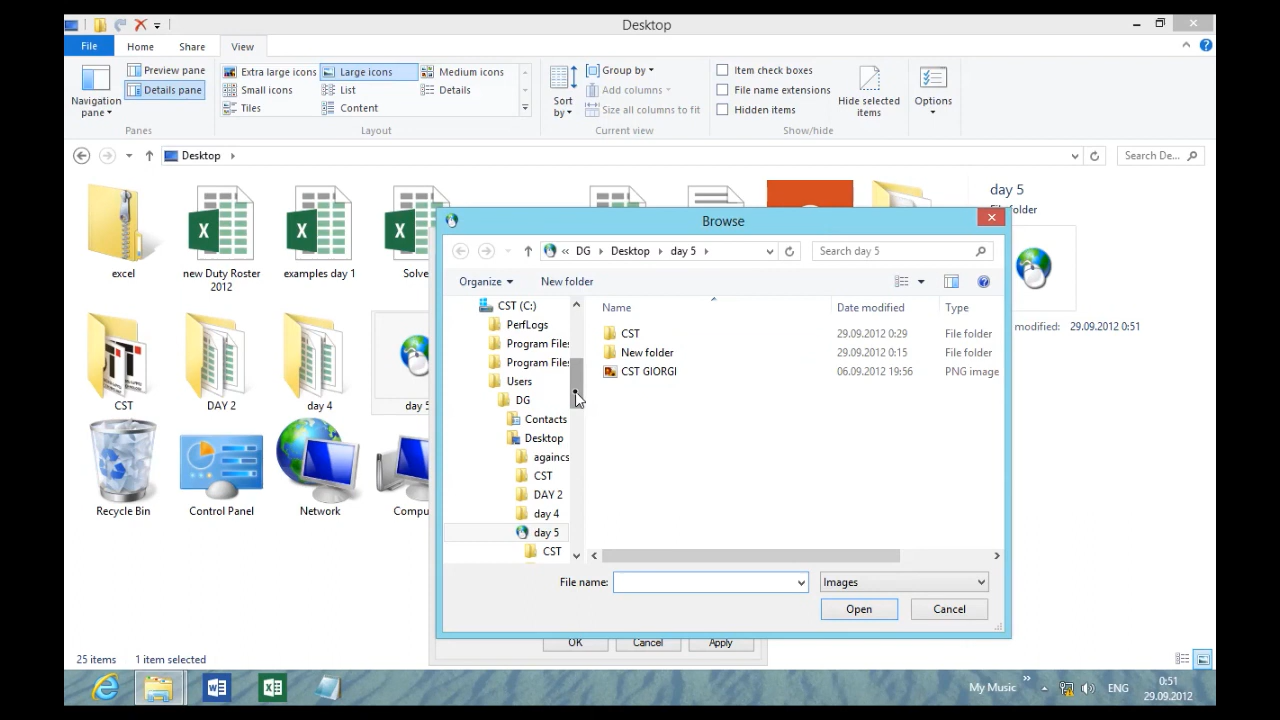 Desktop
File Home Share View
Preview pane
Details pane
Navigation pane
Panes
Extra large icons Large icons Medium icons
Small icons List Details
Tiles Content
Layout
Sort by
Group by
Add columns
Size all columns to fit
Current view
Item check boxes
File name extensions
Hidden items
Hide selected items
Show/hide
Options
Desktop
Search De...
excel
new Duty Roster 2012
examples day 1
Solve
day 5
File folder
modified: 29.09.2012 0:51
CST
DAY 2
day 4
day 5
Recycle Bin
Control Panel
Network
Compu
Browse
« DG Desktop day 5
Search day 5
Organize New folder
CST (C:)
PerfLogs
Program Files
Program Files
Users
DG
Contacts
Desktop
againcs
CST
DAY 2
day 4
day 5
CST
Name Date modified Type
CST 29.09.2012 0:29 File folder
New folder 29.09.2012 0:15 File folder
CST GIORGI 06.09.2012 19:56 PNG image
File name:
Images
Open Cancel
OK Cancel Apply
25 items 1 item selected
My Music » ENG
0:51
29.09.2012